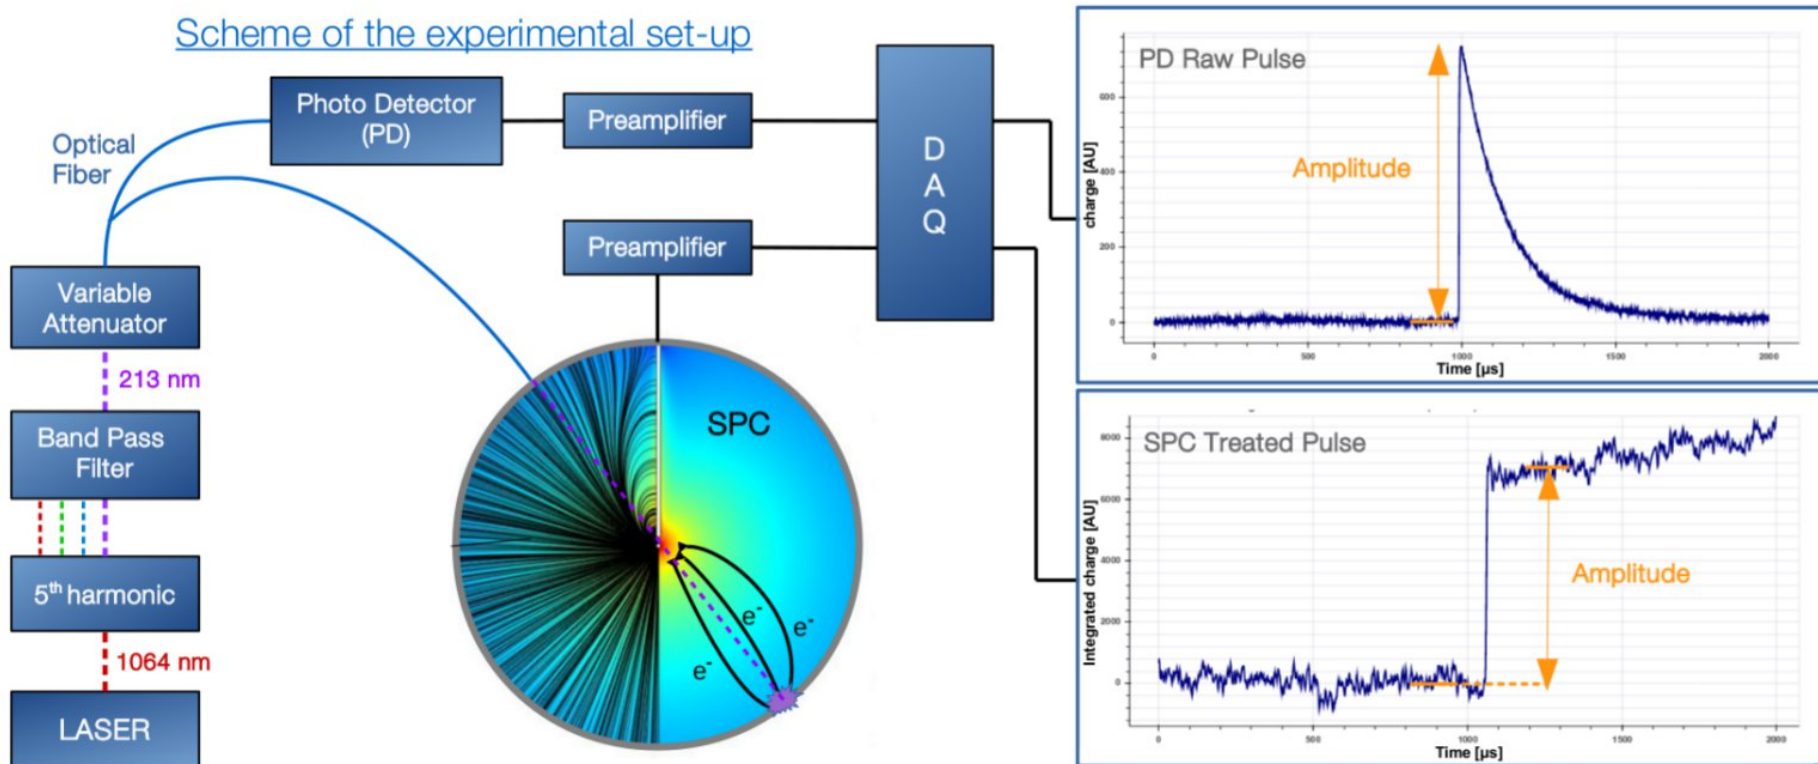 Scheme of the experimental set-up
Optical
Fiber
Photo Detector
(PD)
Preamplifier
Preamplifier
D
A
Q
Variable
Attenuator
213 nm
Band Pass
Filter
5th harmonic
1064 nm
LASER
SPC
e-
e-
e-
PD Raw Pulse
Amplitude
charge [AU]
600
400
200
0
0
500
1000
1500
2000
Time [µs]
SPC Treated Pulse
Amplitude
Integrated charge [AU]
8000
6000
4000
2000
0
0
500
1000
1500
2000
Time [µs]